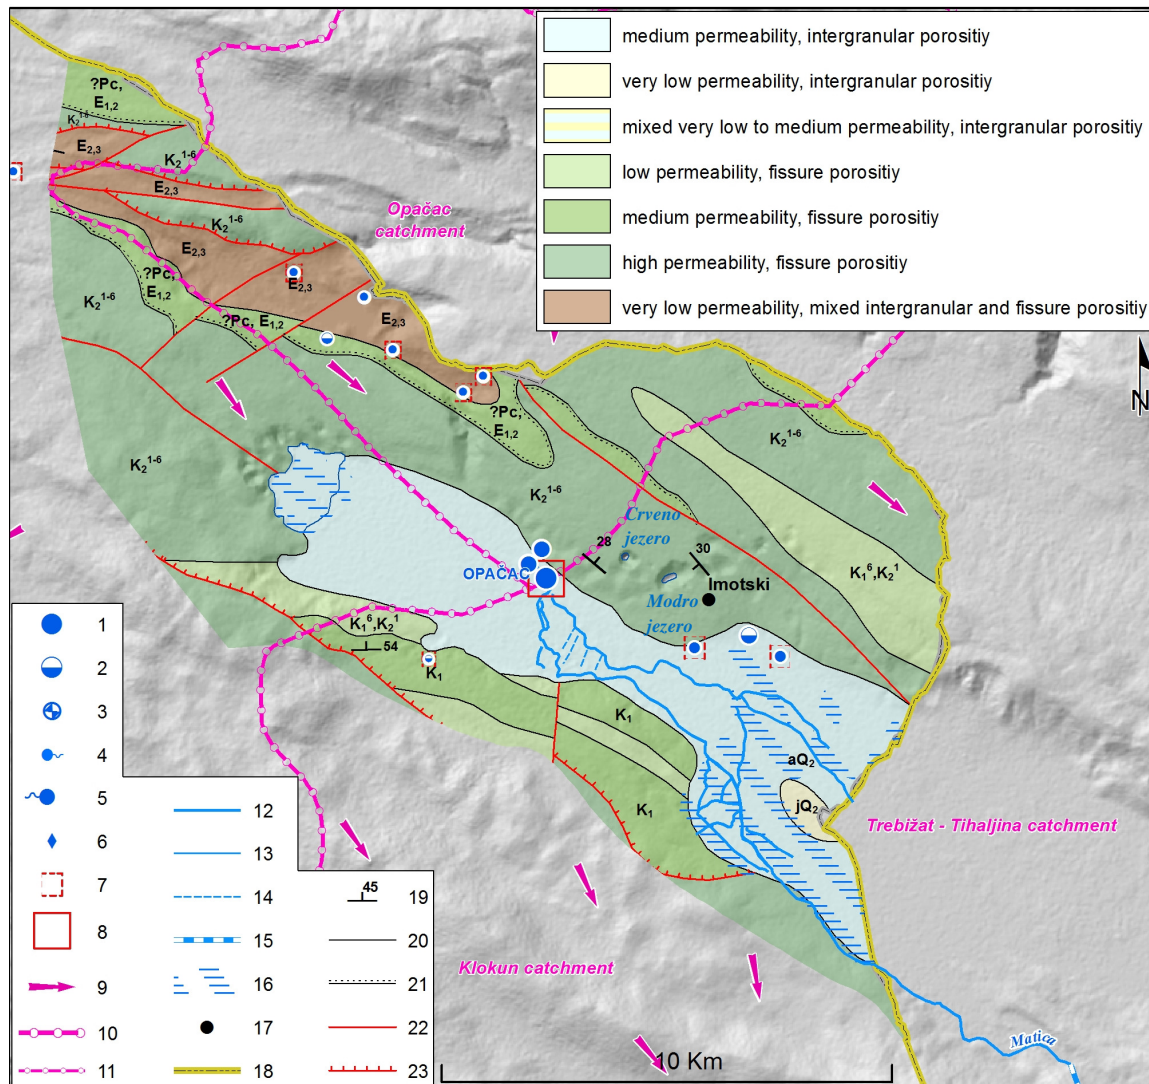 medium permeability, intergranular porositiy
very low permeability, intergranular porositiy
mixed very low to medium permeability, intergranular porositiy
low permeability, fissure porositiy
medium permeability, fissure porositiy
high permeability, fissure porositiy
very low permeability, mixed intergranular and fissure porositiy
?Pc,
E1,2
K2 1-6
E2,3
K2 1-6
E2,3
K2 1-6
E2,3
Opačac
catchment
?Pc,
E1,2
E2,3
K2 1-6
?Pc, E1,2
E2,3
N
?Pc,
E1,2
K2 1-6
K2 1-6
K2 1-6
Crveno
jezero
28
30
OPAČAC
Imotski
K1 6,K2 1
Modro
jezero
K1 6,K2 1
54
K1
K1
aQ2
jQ2
K1
Trebižat - Tihaljina catchment
Klokun catchment
Matica
10 Km
1
2
3
4
5
6
7
8
9
10
11
12
13
14
15
16
17
18
45
19
20
21
22
23